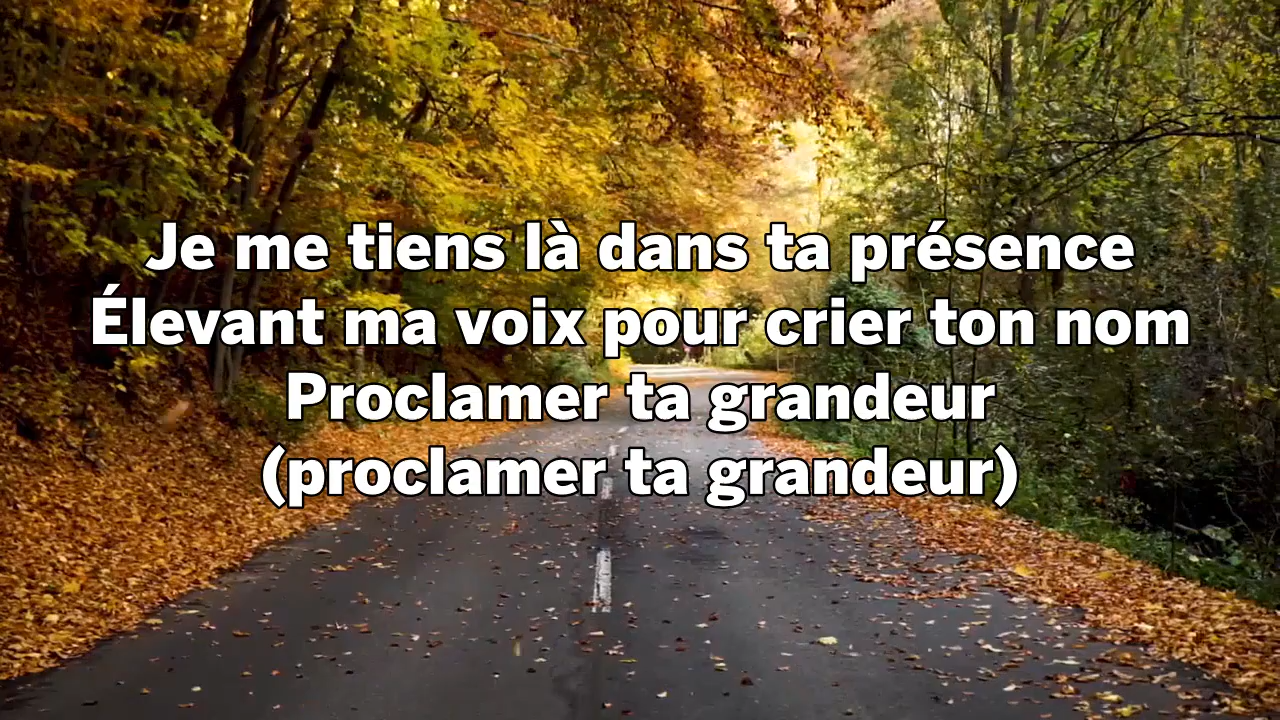 Je me tiens là dans ta présence
Élevant ma voix pour crier ton nom
Proclamer ta grandeur
(proclamer ta grandeur)